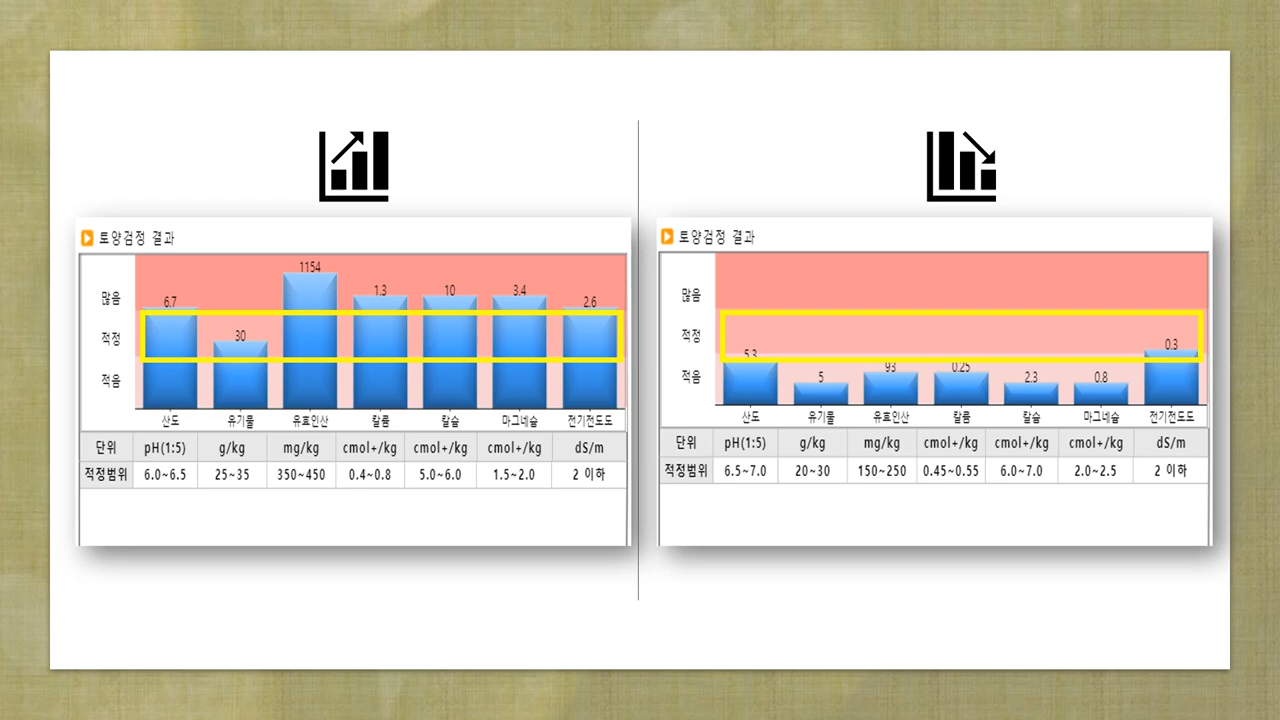 토양검정 결과
1154
6.7
30
1.3
10
3.4
2.6
많음
적정
적음
산도 유기물 유효인산 칼륨 칼슘 마그네슘 전기전도도
단위 pH(1:5) g/kg mg/kg cmol+/kg cmol+/kg cmol+/kg dS/m
적정범위 6.0~6.5 25~35 350~450 0.4~0.8 5.0~6.0 1.5~2.0 2 이하
토양검정 결과
많음
적정
적음
5.3
5
93
0.25
2.3
0.8
0.3
산도 유기물 유효인산 칼륨 칼슘 마그네슘 전기전도도
단위 pH(1:5) g/kg mg/kg cmol+/kg cmol+/kg cmol+/kg dS/m
적정범위 6.5~7.0 20~30 150~250 0.45~0.55 6.0~7.0 2.0~2.5 2 이하